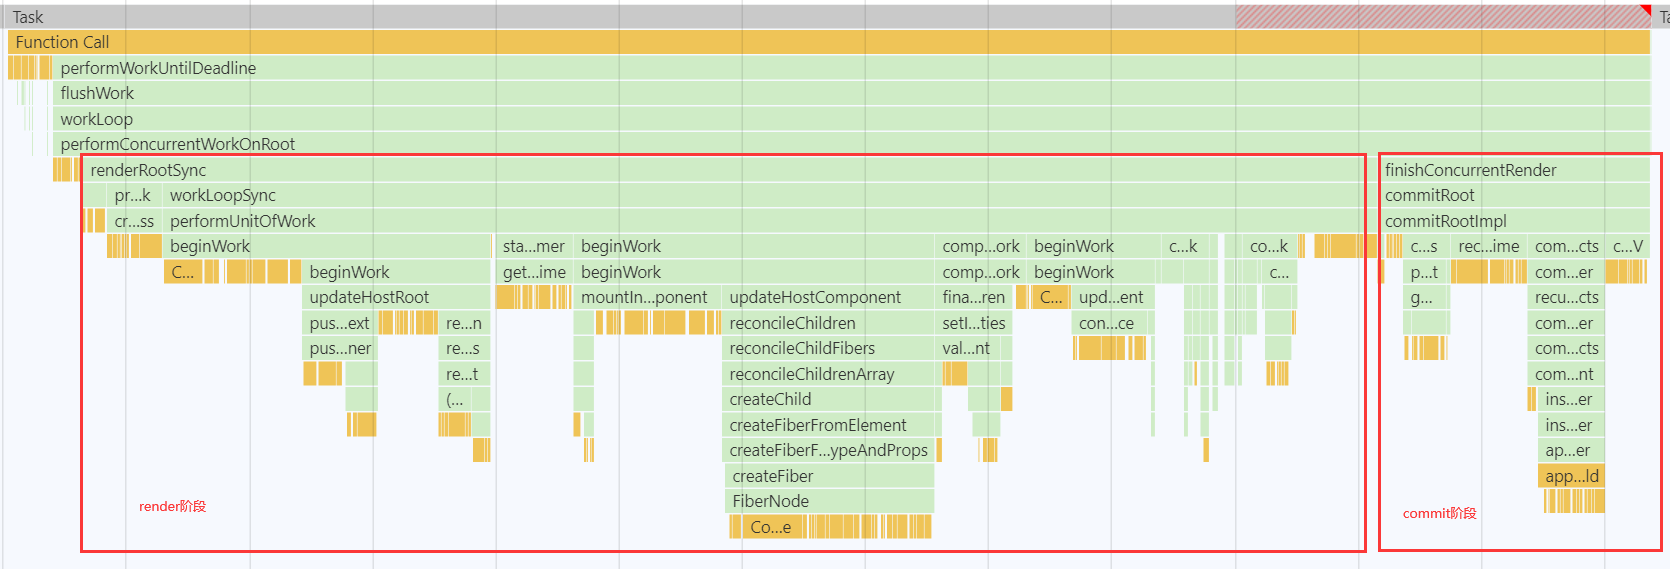 Task
Ta
Function Call
performWorkUntilDeadline
flushWork
workLoop
performConcurrentWorkOnRoot
renderRootSync
finishConcurrentRender
pr...k
workLoopSync
commitRoot
cr...ss
performUnitOfWork
commitRootImpl
beginWork
sta...mer
beginWork
comp...ork
beginWork
c...k
co...k
c...s
rec...ime
com...cts
c...V
C...
beginWork
get...ime
beginWork
comp...ork
beginWork
c...
p...t
com...er
updateHostRoot
mountIn...ponent
updateHostComponent
fina...ren
C...
upd...ent
g...
recu...cts
pus...ext
re...n
reconcileChildren
setI...ties
con...ce
com...er
pus...ner
re...s
reconcileChildFibers
val...nt
com...cts
re...t
reconcileChildrenArray
com...nt
(...
createChild
ins...er
createFiberFromElement
ins...er
createFiberF...ypeAndProps
ap...er
createFiber
app...ld
FiberNode
render阶段
commit阶段
Co...e